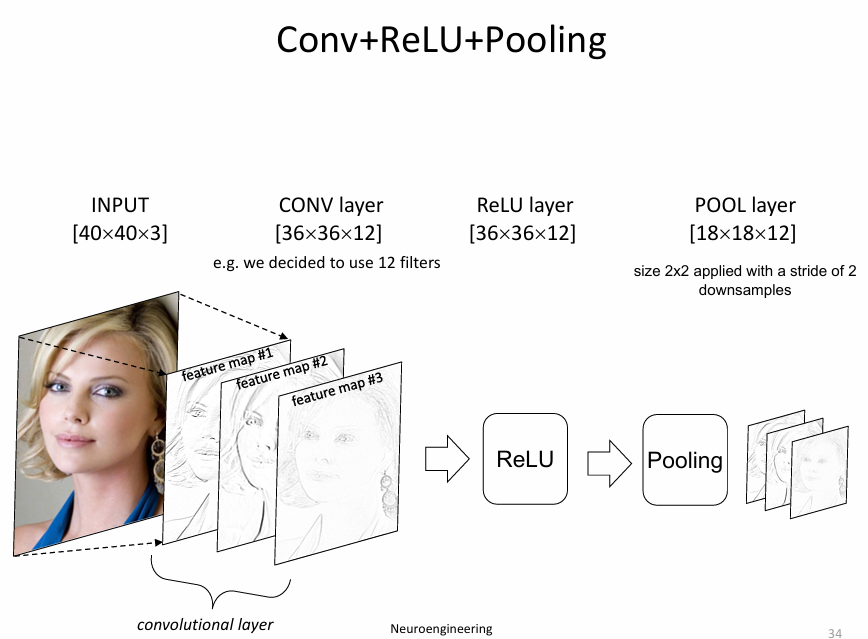 Conv+ReLU+Pooling
INPUT
[40×40×3]
CONV layer
[36×36×12]
e.g. we decided to use 12 filters
ReLU layer
[36×36×12]
POOL layer
[18×18×12]
size 2x2 applied with a stride of 2
downsamples
feature map #1
feature map #2
feature map #3
ReLU
Pooling
convolutional layer
Neuroengineering
34